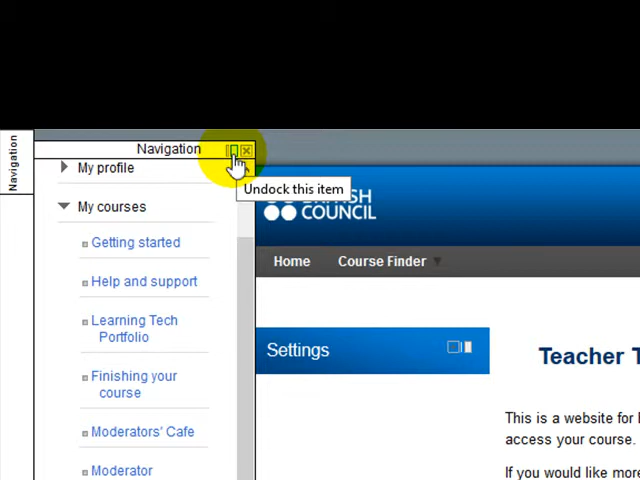 Navigation
Navigation
My profile
Undock this item
My courses
COUNCIL
Getting started
Home
Course Finder
Help and support
Learning Tech
Portfolio
Settings
Teacher T
Finishing your
course
This is a website for
access your course.
Moderators' Cafe
Moderator
If you would like more